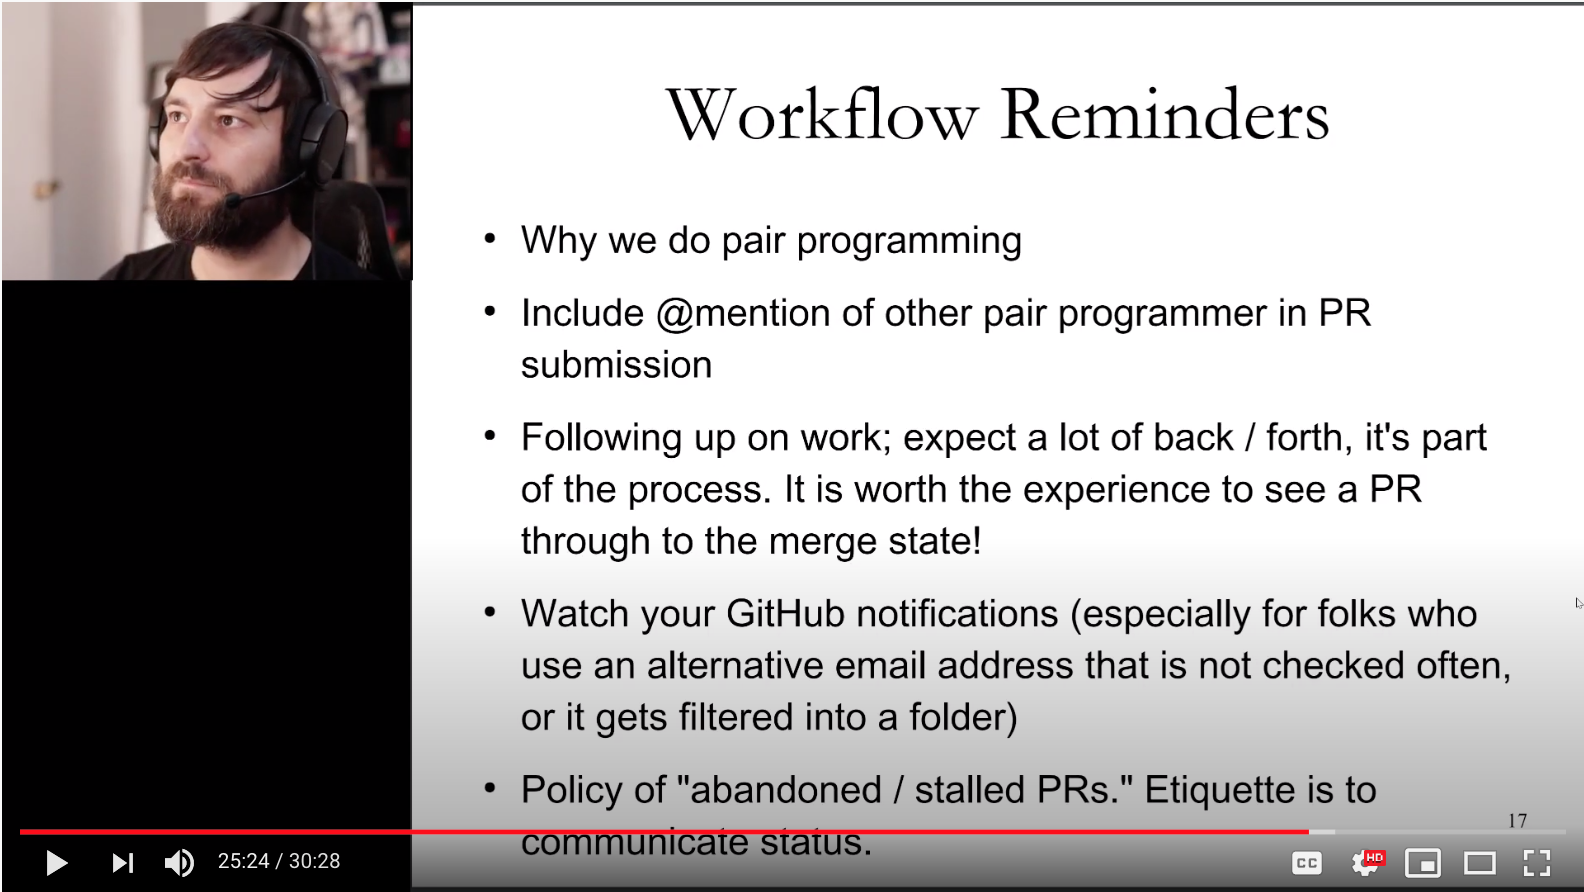 Workflow Reminders
• Why we do pair programming
• Include @mention of other pair programmer in PR
submission
• Following up on work; expect a lot of back / forth, it's part
of the process. It is worth the experience to see a PR
through to the merge state!
• Watch your GitHub notifications (especially for folks who
use an alternative email address that is not checked often,
or it gets filtered into a folder)
• Policy of "abandoned / stalled PRs." Etiquette is to
communicate status.
17
25:24 / 30:28
CC
HD